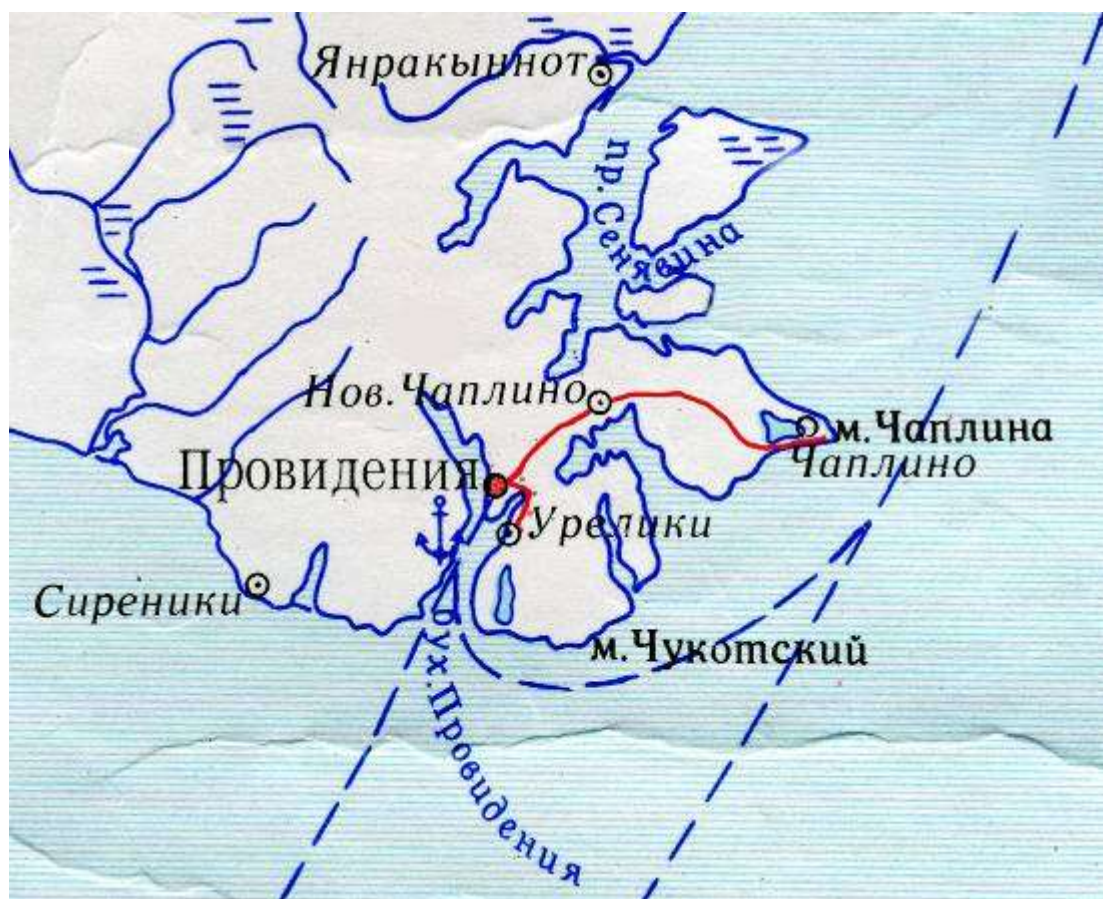 Янракыннот
пр. Сенявина
Нов. Чаплино
м. Чаплина
Чаплино
Провидения
Урелики
Сиреники
м. Чукотский
бух. Провидения